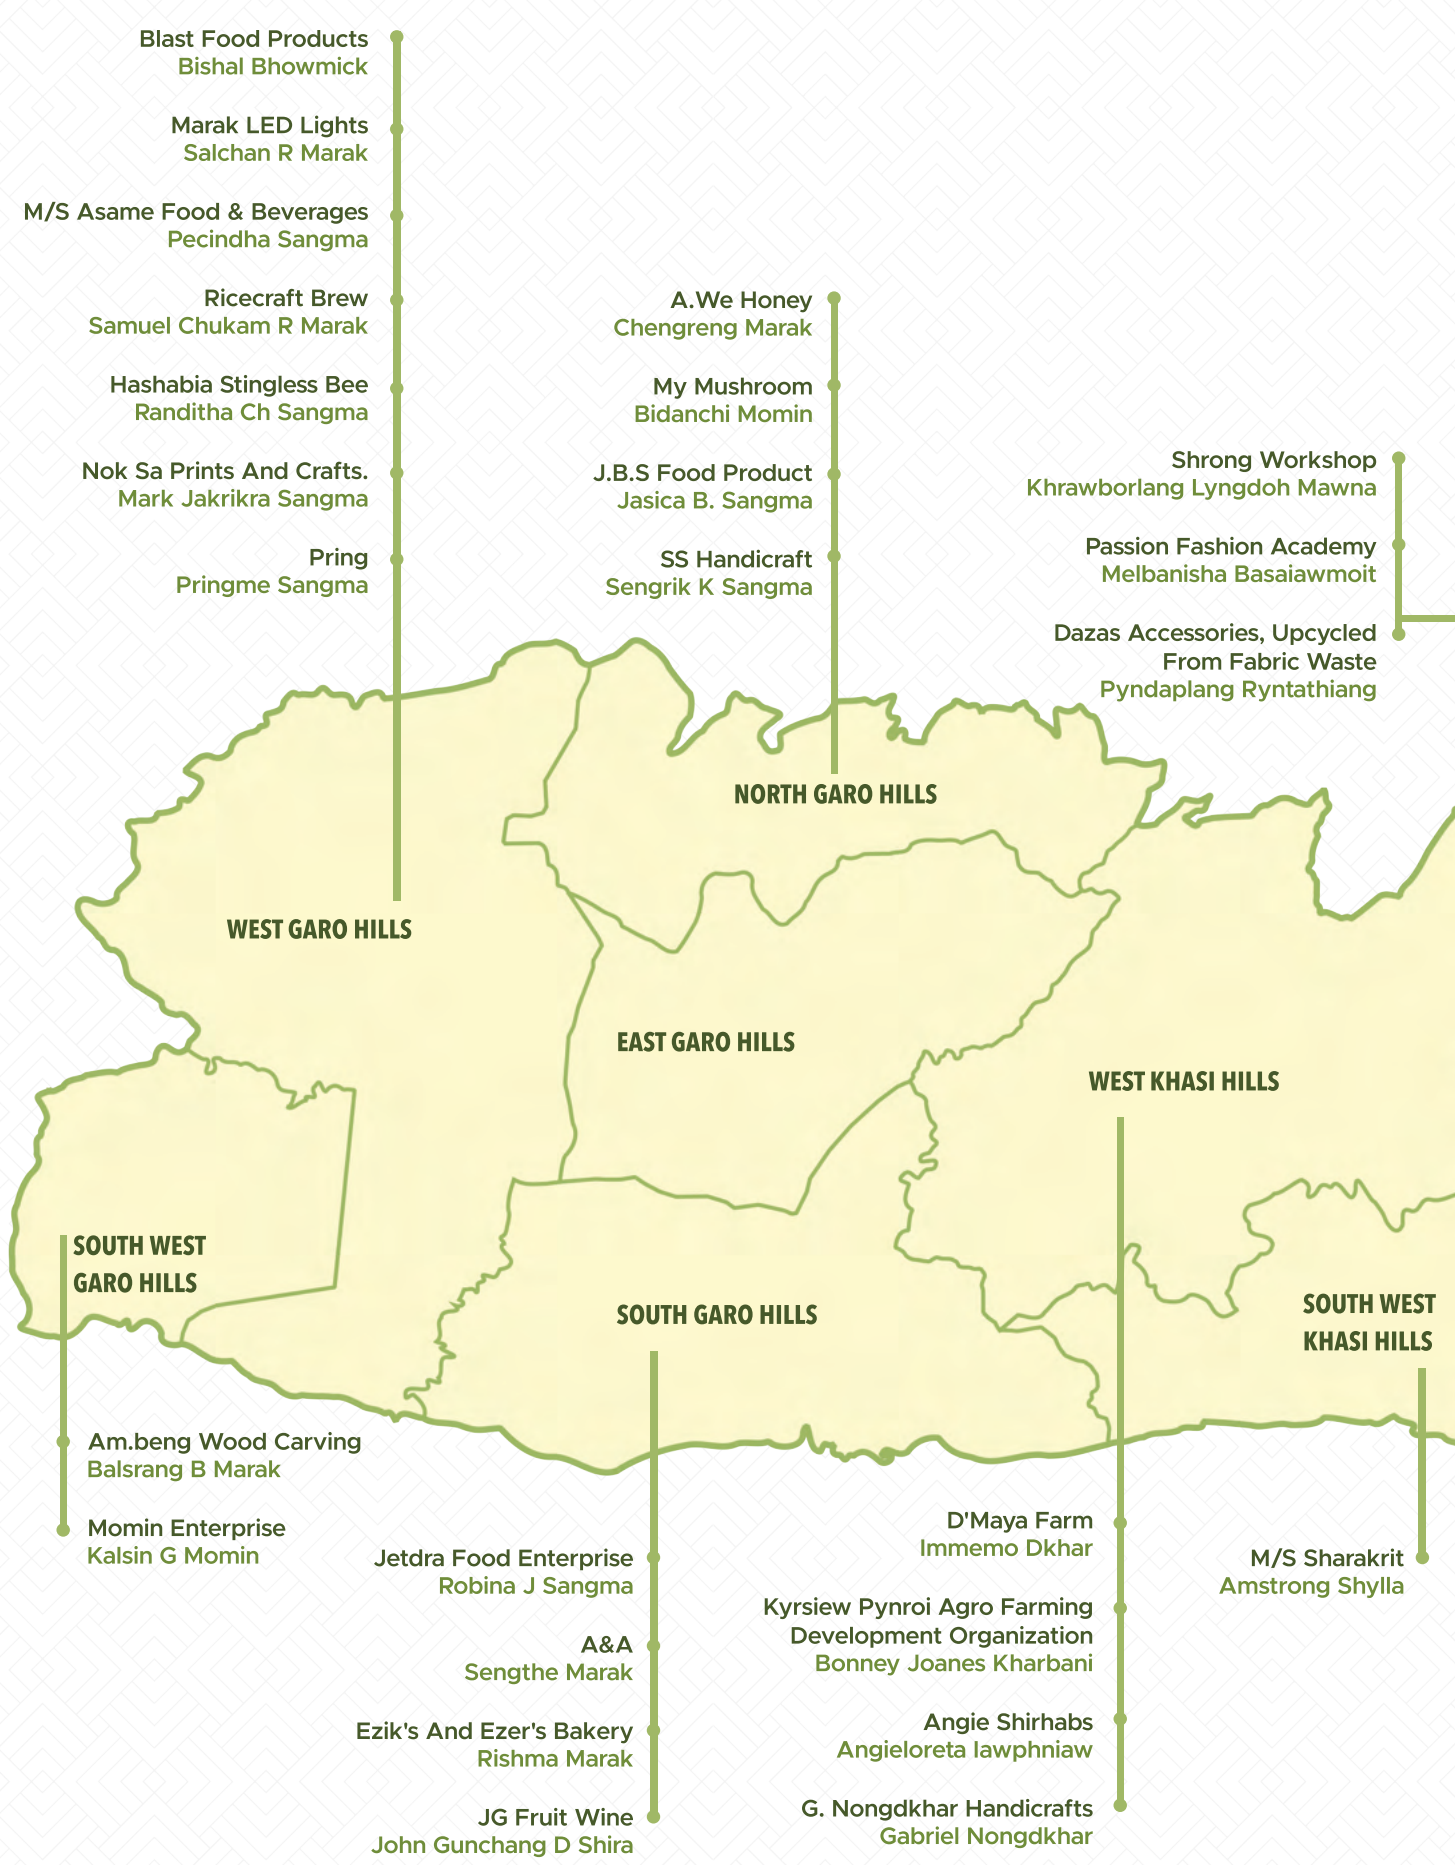 Blast Food Products
Bishal Bhowmick
Marak LED Lights
Salchan R Marak
M/S Asame Food & Beverages
Pecindha Sangma
Ricecraft Brew
Samuel Chukam R Marak
Hashabia Stingless Bee
Randitha Ch Sangma
Nok Sa Prints And Crafts.
Mark Jakrikra Sangma
Pring
Pringme Sangma
A.We Honey
Chengreng Marak
My Mushroom
Bidanchi Momin
J.B.S Food Product
Jasica B. Sangma
SS Handicraft
Sengrik K Sangma
Shrong Workshop
Khrawborlang Lyngdoh Mawna
Passion Fashion Academy
Melbanisha Basaiawmoit
Dazas Accessories, Upcycled
From Fabric Waste
Pyndaplang Ryntathiang
NORTH GARO HILLS
WEST GARO HILLS
EAST GARO HILLS
WEST KHASI HILLS
SOUTH WEST
GARO HILLS
SOUTH GARO HILLS
SOUTH WEST
KHASI HILLS
Am.beng Wood Carving
Balsrang B Marak
Momin Enterprise
Kalsin G Momin
Jetdra Food Enterprise
Robina J Sangma
A&A
Sengthe Marak
Ezik's And Ezer's Bakery
Rishma Marak
JG Fruit Wine
John Gunchang D Shira
D'Maya Farm
Immemo Dkhar
Kyrsiew Pynroi Agro Farming
Development Organization
Bonney Joanes Kharbani
Angie Shirhabs
Angieloreta Iawphniaw
G. Nongdkhar Handicrafts
Gabriel Nongdkhar
M/S Sharakrit
Amstrong Shylla